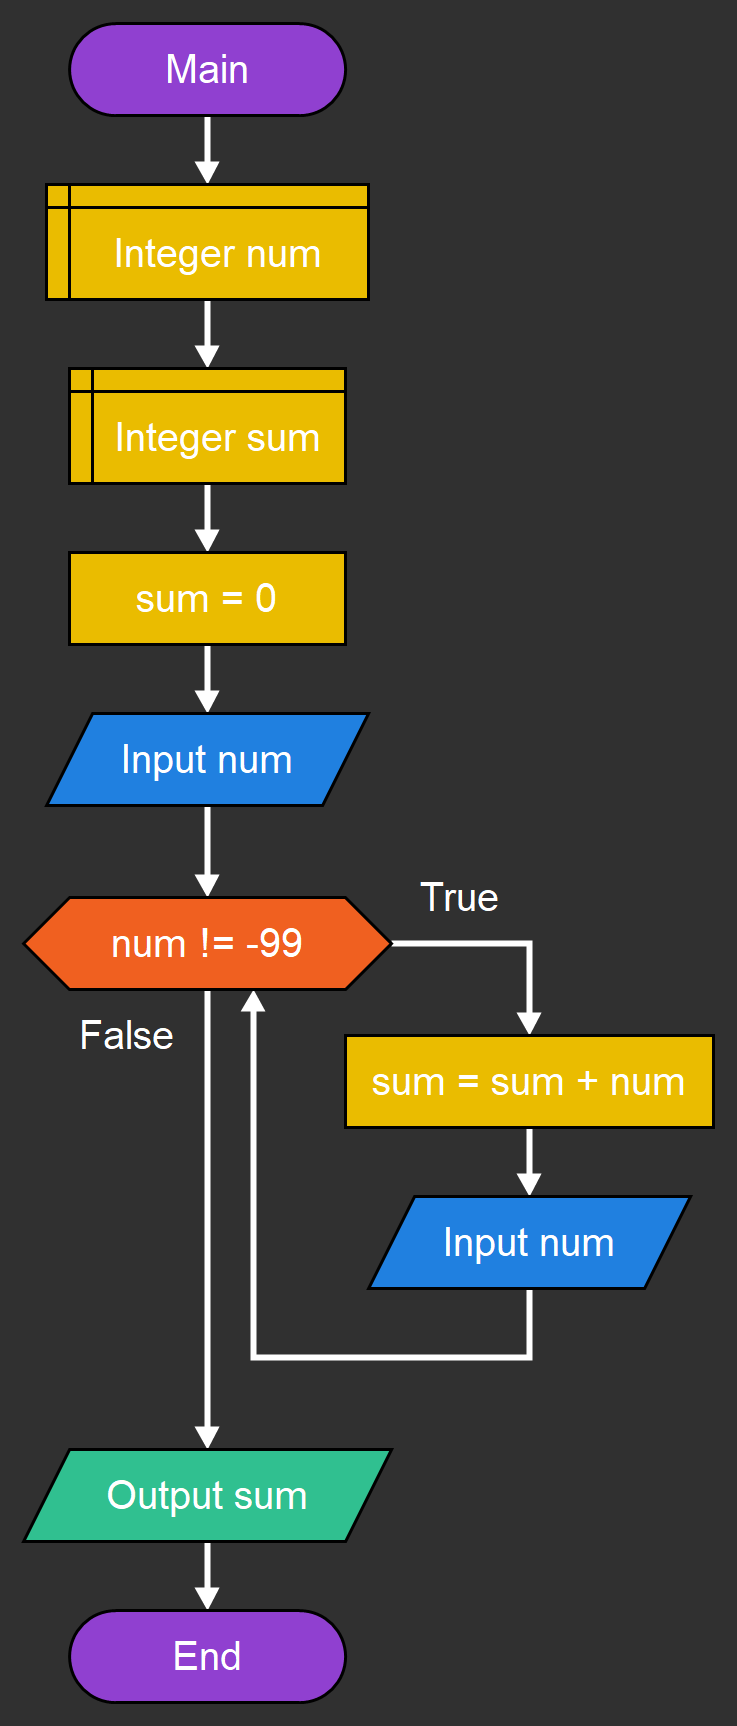 Main
Integer num
Integer sum
sum = 0
Input num
num != -99
True
False
sum = sum + num
Input num
Output sum
End